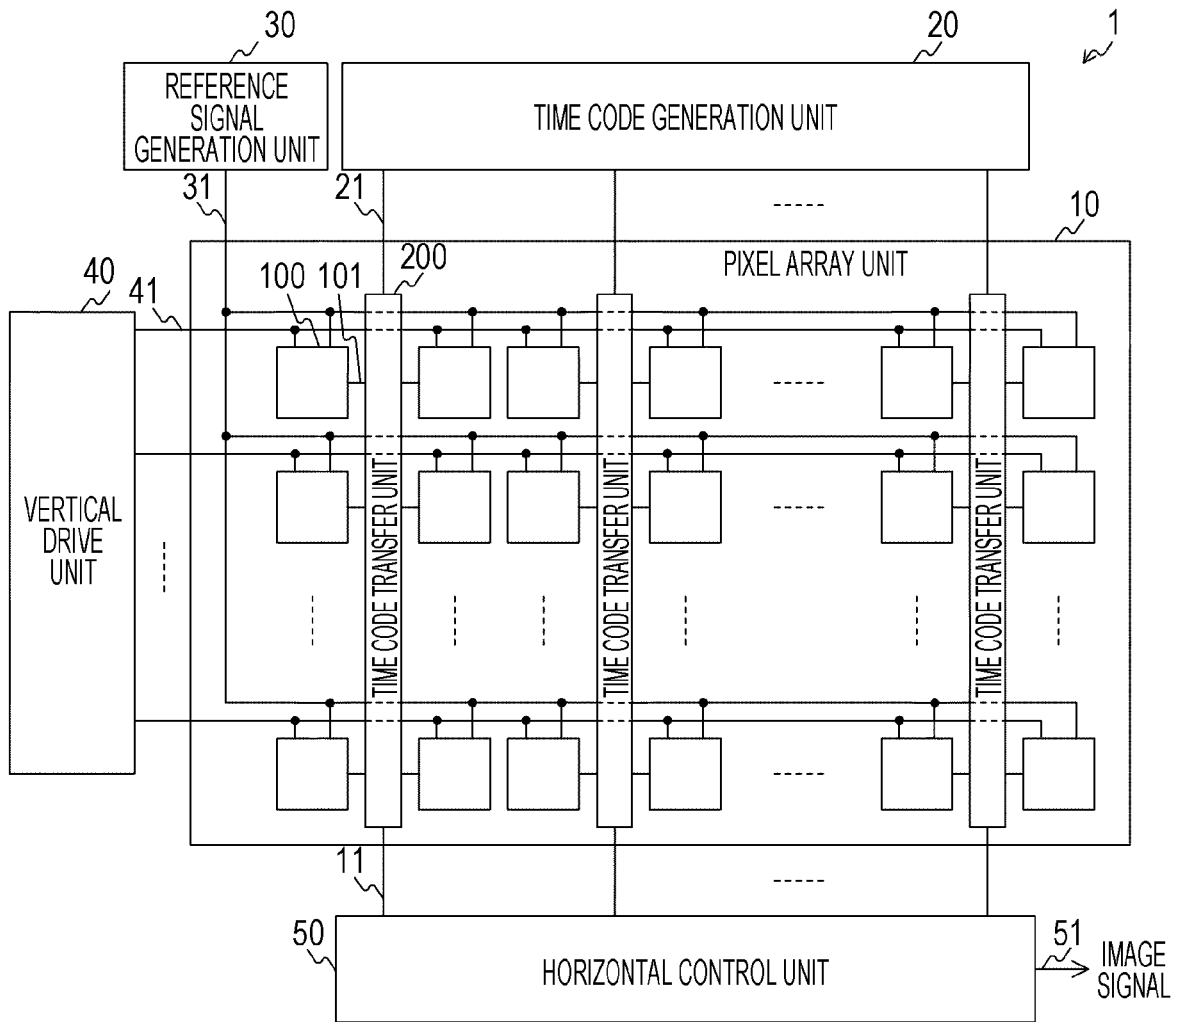 30
20
1
REFERENCE
SIGNAL
GENERATION UNIT
TIME CODE GENERATION UNIT
31
21
10
PIXEL ARRAY UNIT
200
40
41
100
101
VERTICAL
DRIVE
UNIT
TIME CODE TRANSFER UNIT
TIME CODE TRANSFER UNIT
TIME CODE TRANSFER UNIT
11
50
HORIZONTAL CONTROL UNIT
51
IMAGE
SIGNAL